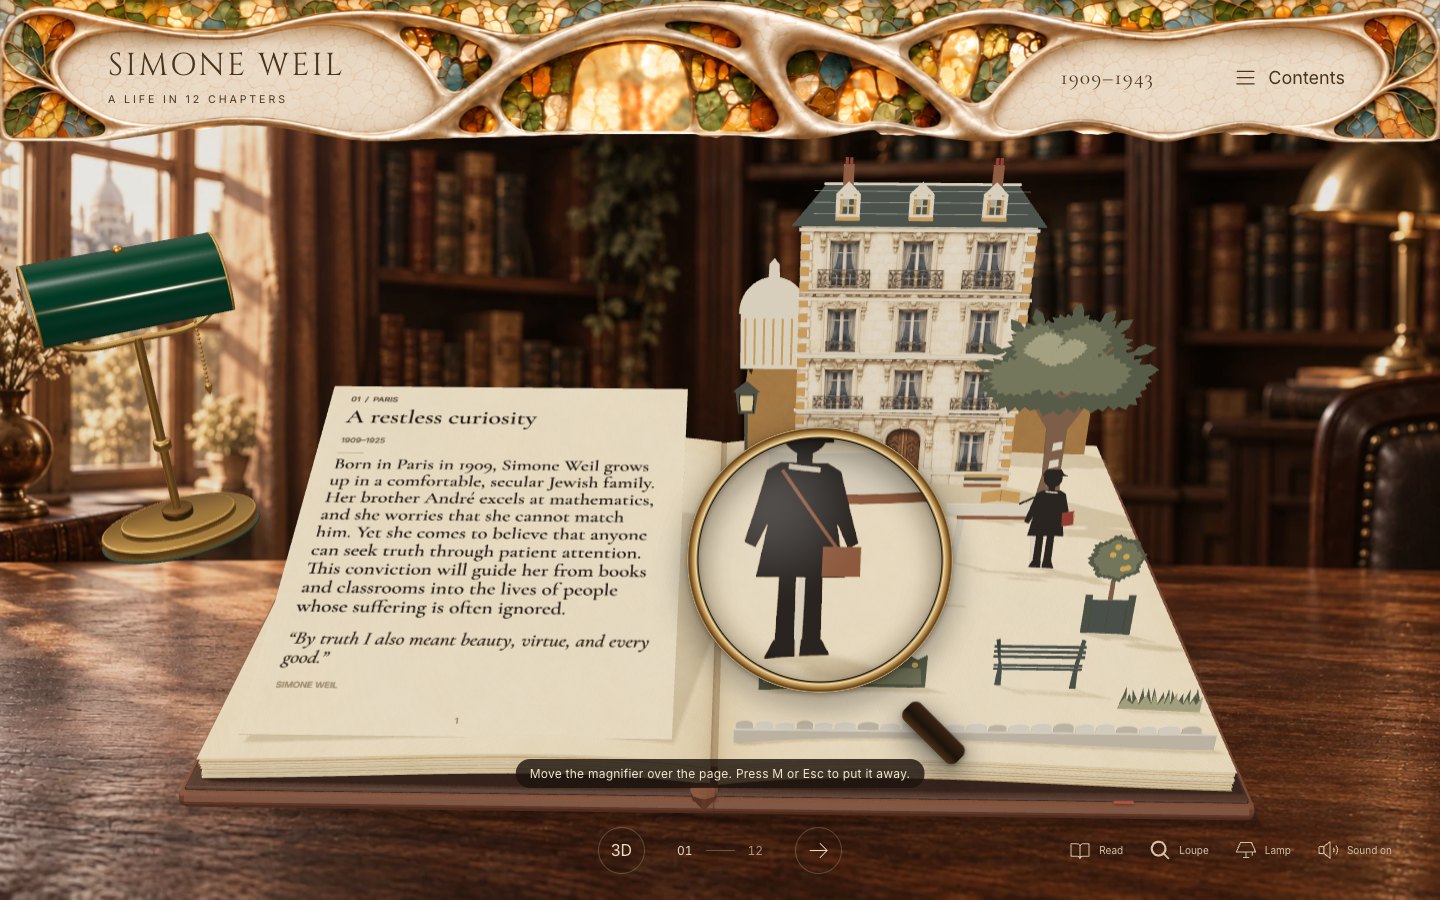 SIMONE WEIL
A LIFE IN 12 CHAPTERS
1909–1943
Contents
01 / PARIS
A restless curiosity
1909–1925
Born in Paris in 1909, Simone Weil grows
up in a comfortable, secular Jewish family.
Her brother André excels at mathematics,
and she worries that she cannot match
him. Yet she comes to believe that anyone
can seek truth through patient attention.
This conviction will guide her from books
and classrooms into the lives of people
whose suffering is often ignored.
“By truth I also meant beauty, virtue, and every
good.”
SIMONE WEIL
1
Move the magnifier over the page. Press M or Esc to put it away.
3D
01
12
Read
Loupe
Lamp
Sound on